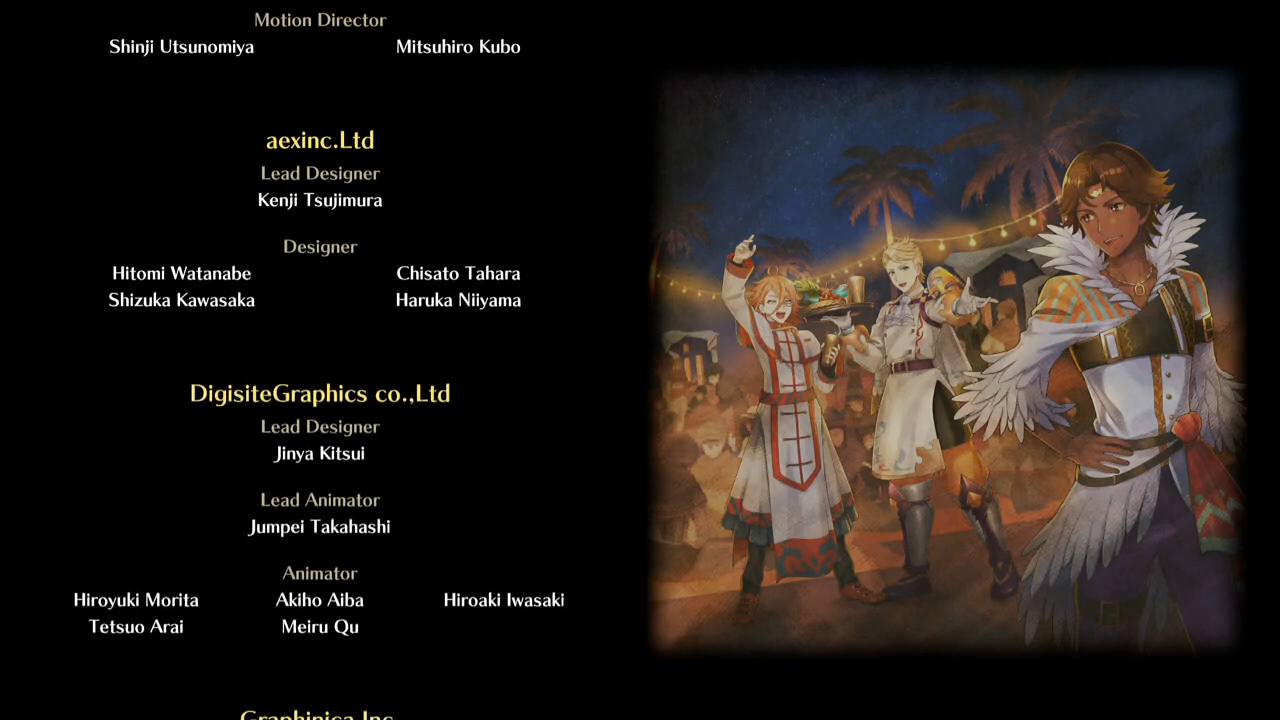 Motion Director
Shinji Utsunomiya Mitsuhiro Kubo
aexinc.Ltd
Lead Designer
Kenji Tsujimura
Designer
Hitomi Watanabe Chisato Tahara
Shizuka Kawasaka Haruka Niiyama
DigisiteGraphics co.,Ltd
Lead Designer
Jinya Kitsui
Lead Animator
Jumpei Takahashi
Animator
Hiroyuki Morita Akiho Aiba Hiroaki Iwasaki
Tetsuo Arai Meiru Qu
Graphinica Inc